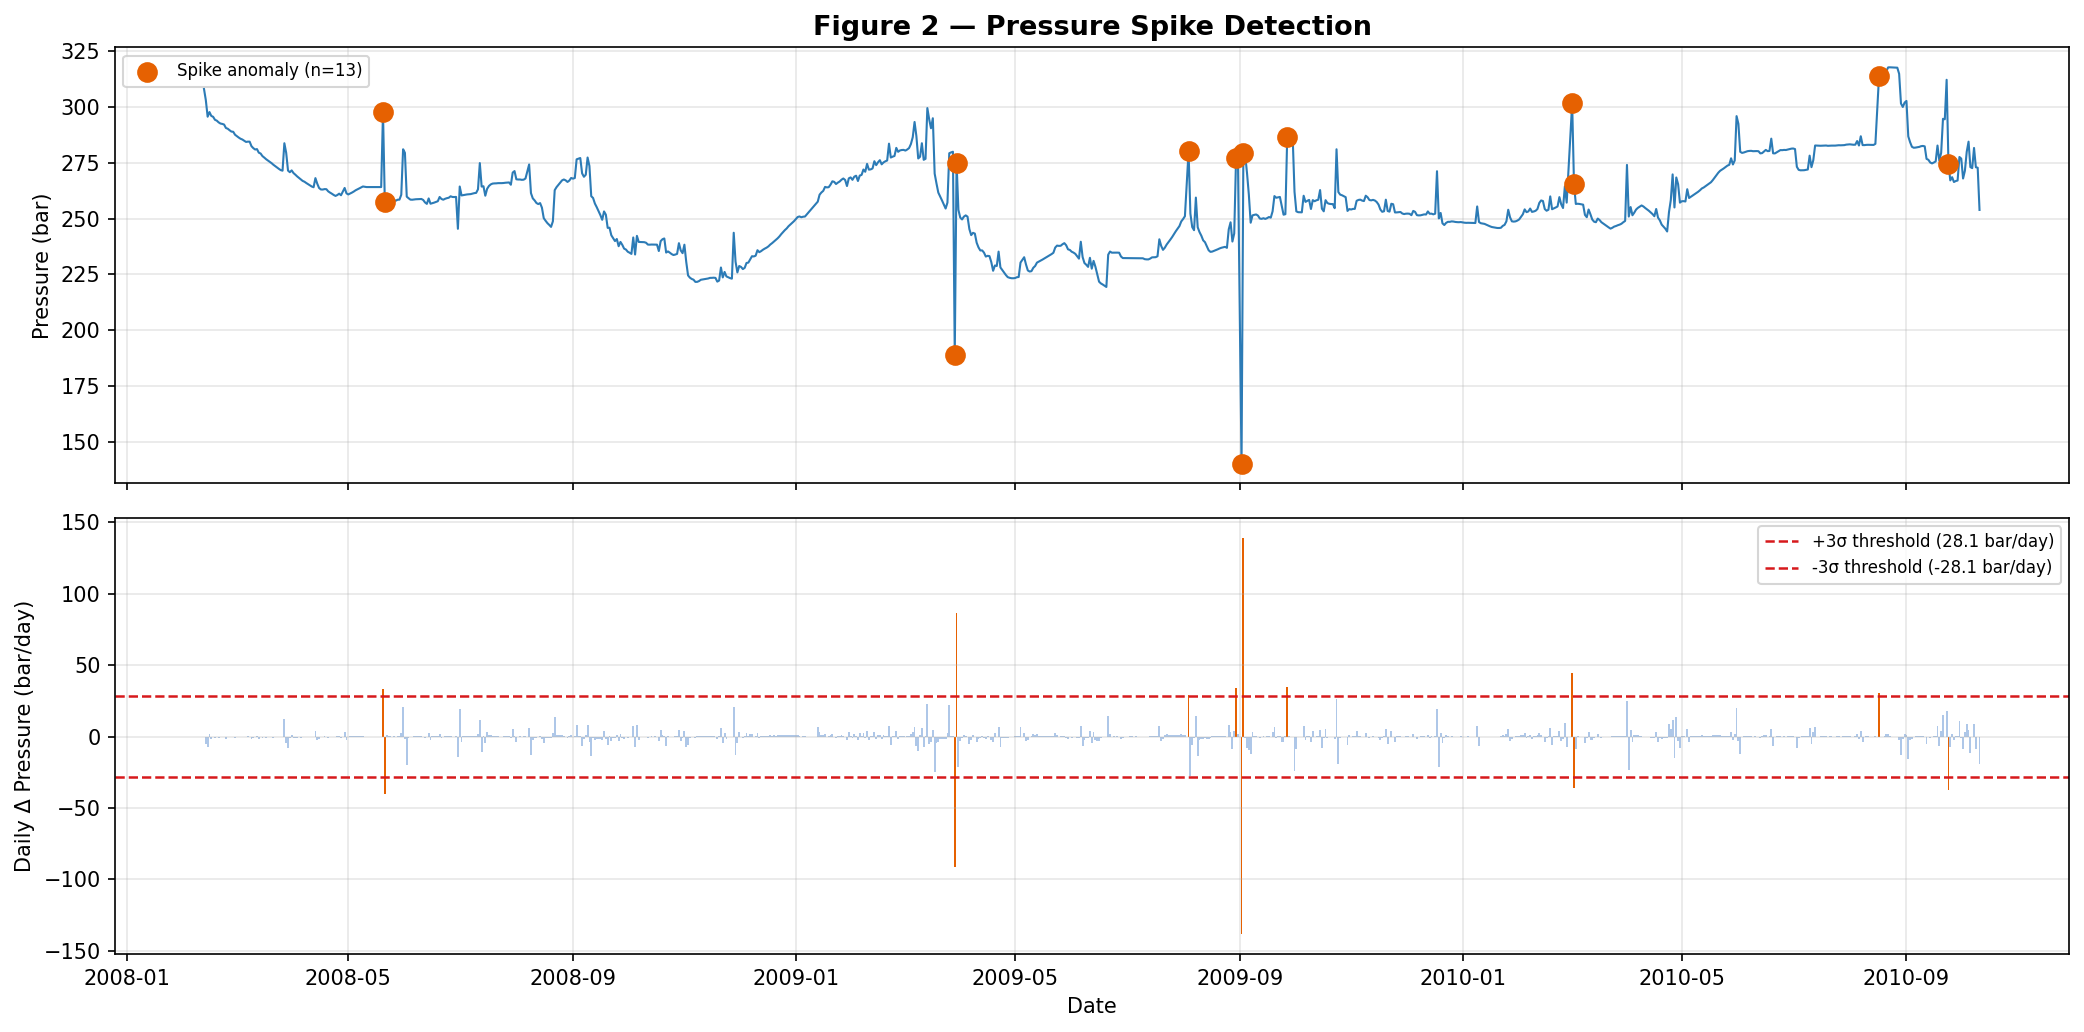 Figure 2 — Pressure Spike Detection
Spike anomaly (n=13)
Pressure (bar)
325
300
275
250
225
200
175
150
+3σ threshold (28.1 bar/day)
-3σ threshold (-28.1 bar/day)
Daily Δ Pressure (bar/day)
150
100
50
0
−50
−100
−150
2008-01 2008-05 2008-09 2009-01 2009-05 2009-09 2010-01 2010-05 2010-09
Date